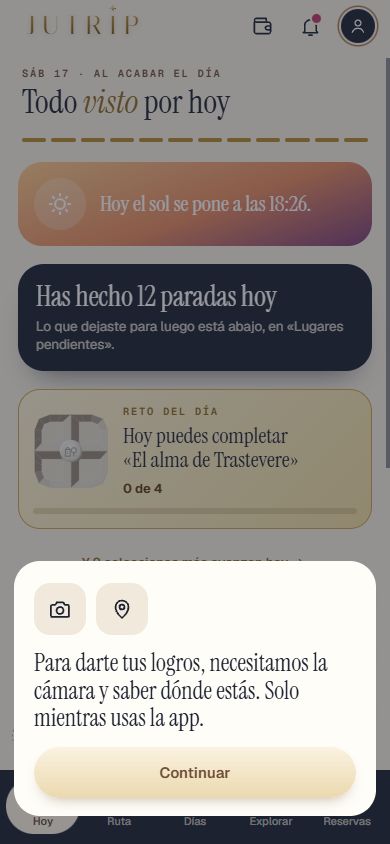 JUTRIP
SÁB 17 · AL ACABAR EL DÍA
Todo visto por hoy
Hoy el sol se pone a las 18:26.
Has hecho 12 paradas hoy
Lo que dejaste para luego está abajo, en «Lugares
pendientes».
RETO DEL DÍA
Hoy puedes completar
«El alma de Trastevere»
0 de 4
Para darte tus logros, necesitamos la
cámara y saber dónde estás. Solo
mientras usas la app.
Continuar
Hoy Ruta Días Explorar Reservas